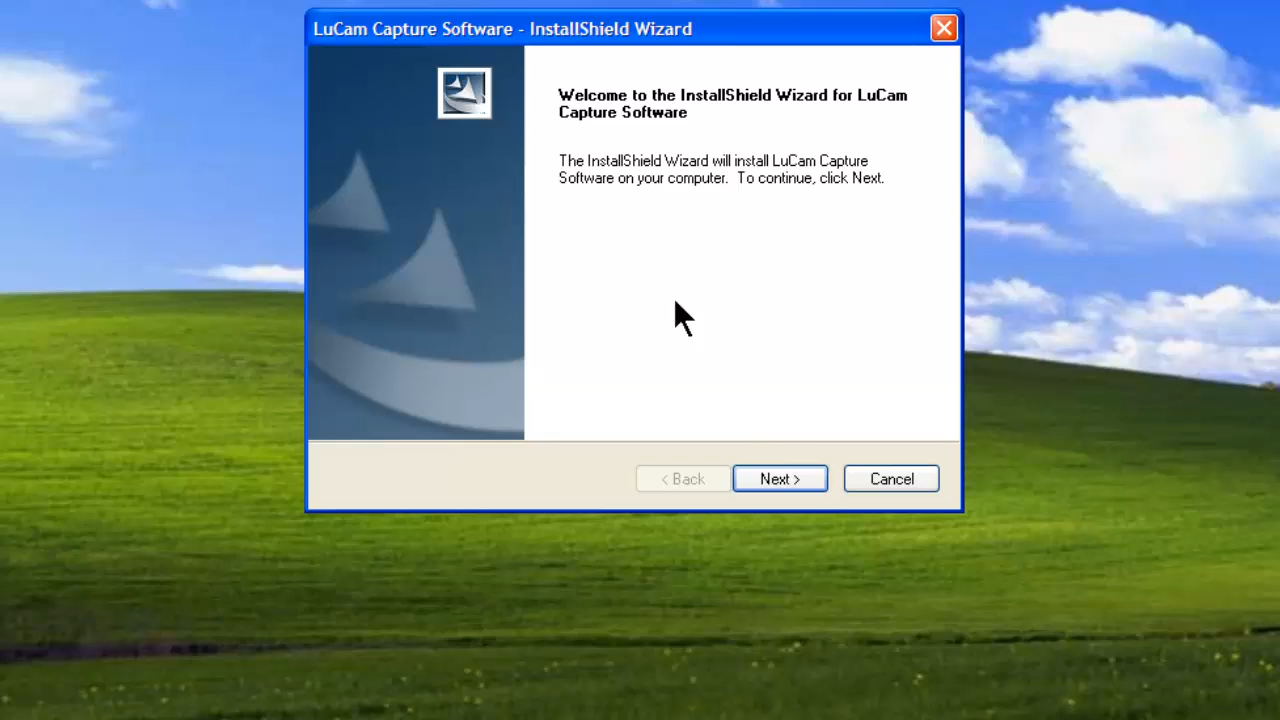 LuCam Capture Software - InstallShield Wizard
Welcome to the InstallShield Wizard for LuCam
Capture Software
The InstallShield Wizard will install LuCam Capture
Software on your computer. To continue, click Next.
< Back
Next >
Cancel